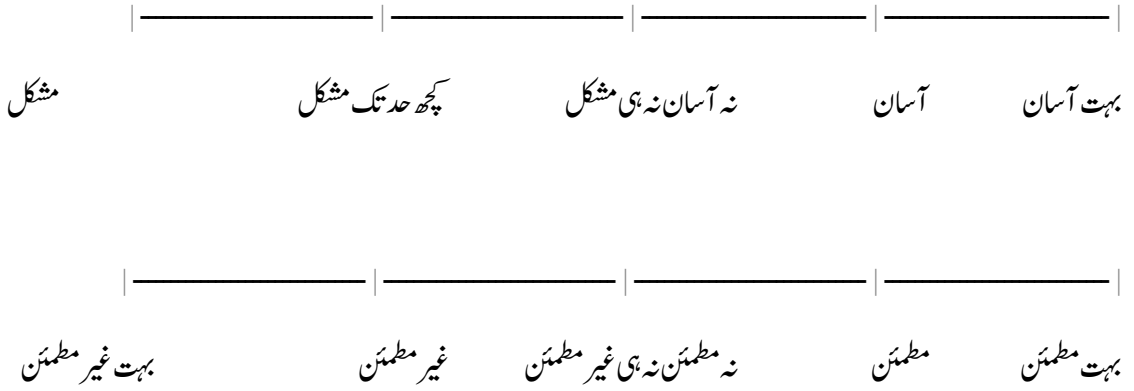 بہت آسان آسان نہ آسان نہ ہی مشکل کچھ حد تک مشکل مشکل
بہت مطمئن مطمئن نہ مطمئن نہ ہی غیر مطمئن غیر مطمئن بہت غیر مطمئن